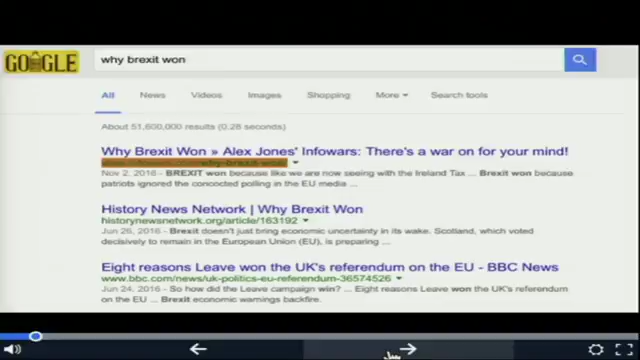 GOOGLE
why brexit won
All News Videos Images Shopping More Search tools
About 51,600,000 results (0.28 seconds)
Why Brexit Won » Alex Jones' Infowars: There's a war on for your mind!
Nov 2, 2016 - BREXIT won because like we are now seeing with the Ireland Tax ... Brexit won because
patriots ignored the concocted polling in the EU media ...
History News Network | Why Brexit Won
historynewsnetwork.org/article/163192
Jun 26, 2016 - Brexit doesn't just bring economic uncertainty in its wake. Scotland, which voted
decisively to remain in the European Union (EU), is preparing ...
Eight reasons Leave won the UK's referendum on the EU - BBC News
www.bbc.com/news/uk-politics-eu-referendum-36574526
Jun 24, 2016 - So how did the Leave campaign win? ... Eight reasons Leave won the UK's referendum
on the EU ... Brexit economic warnings backfire.